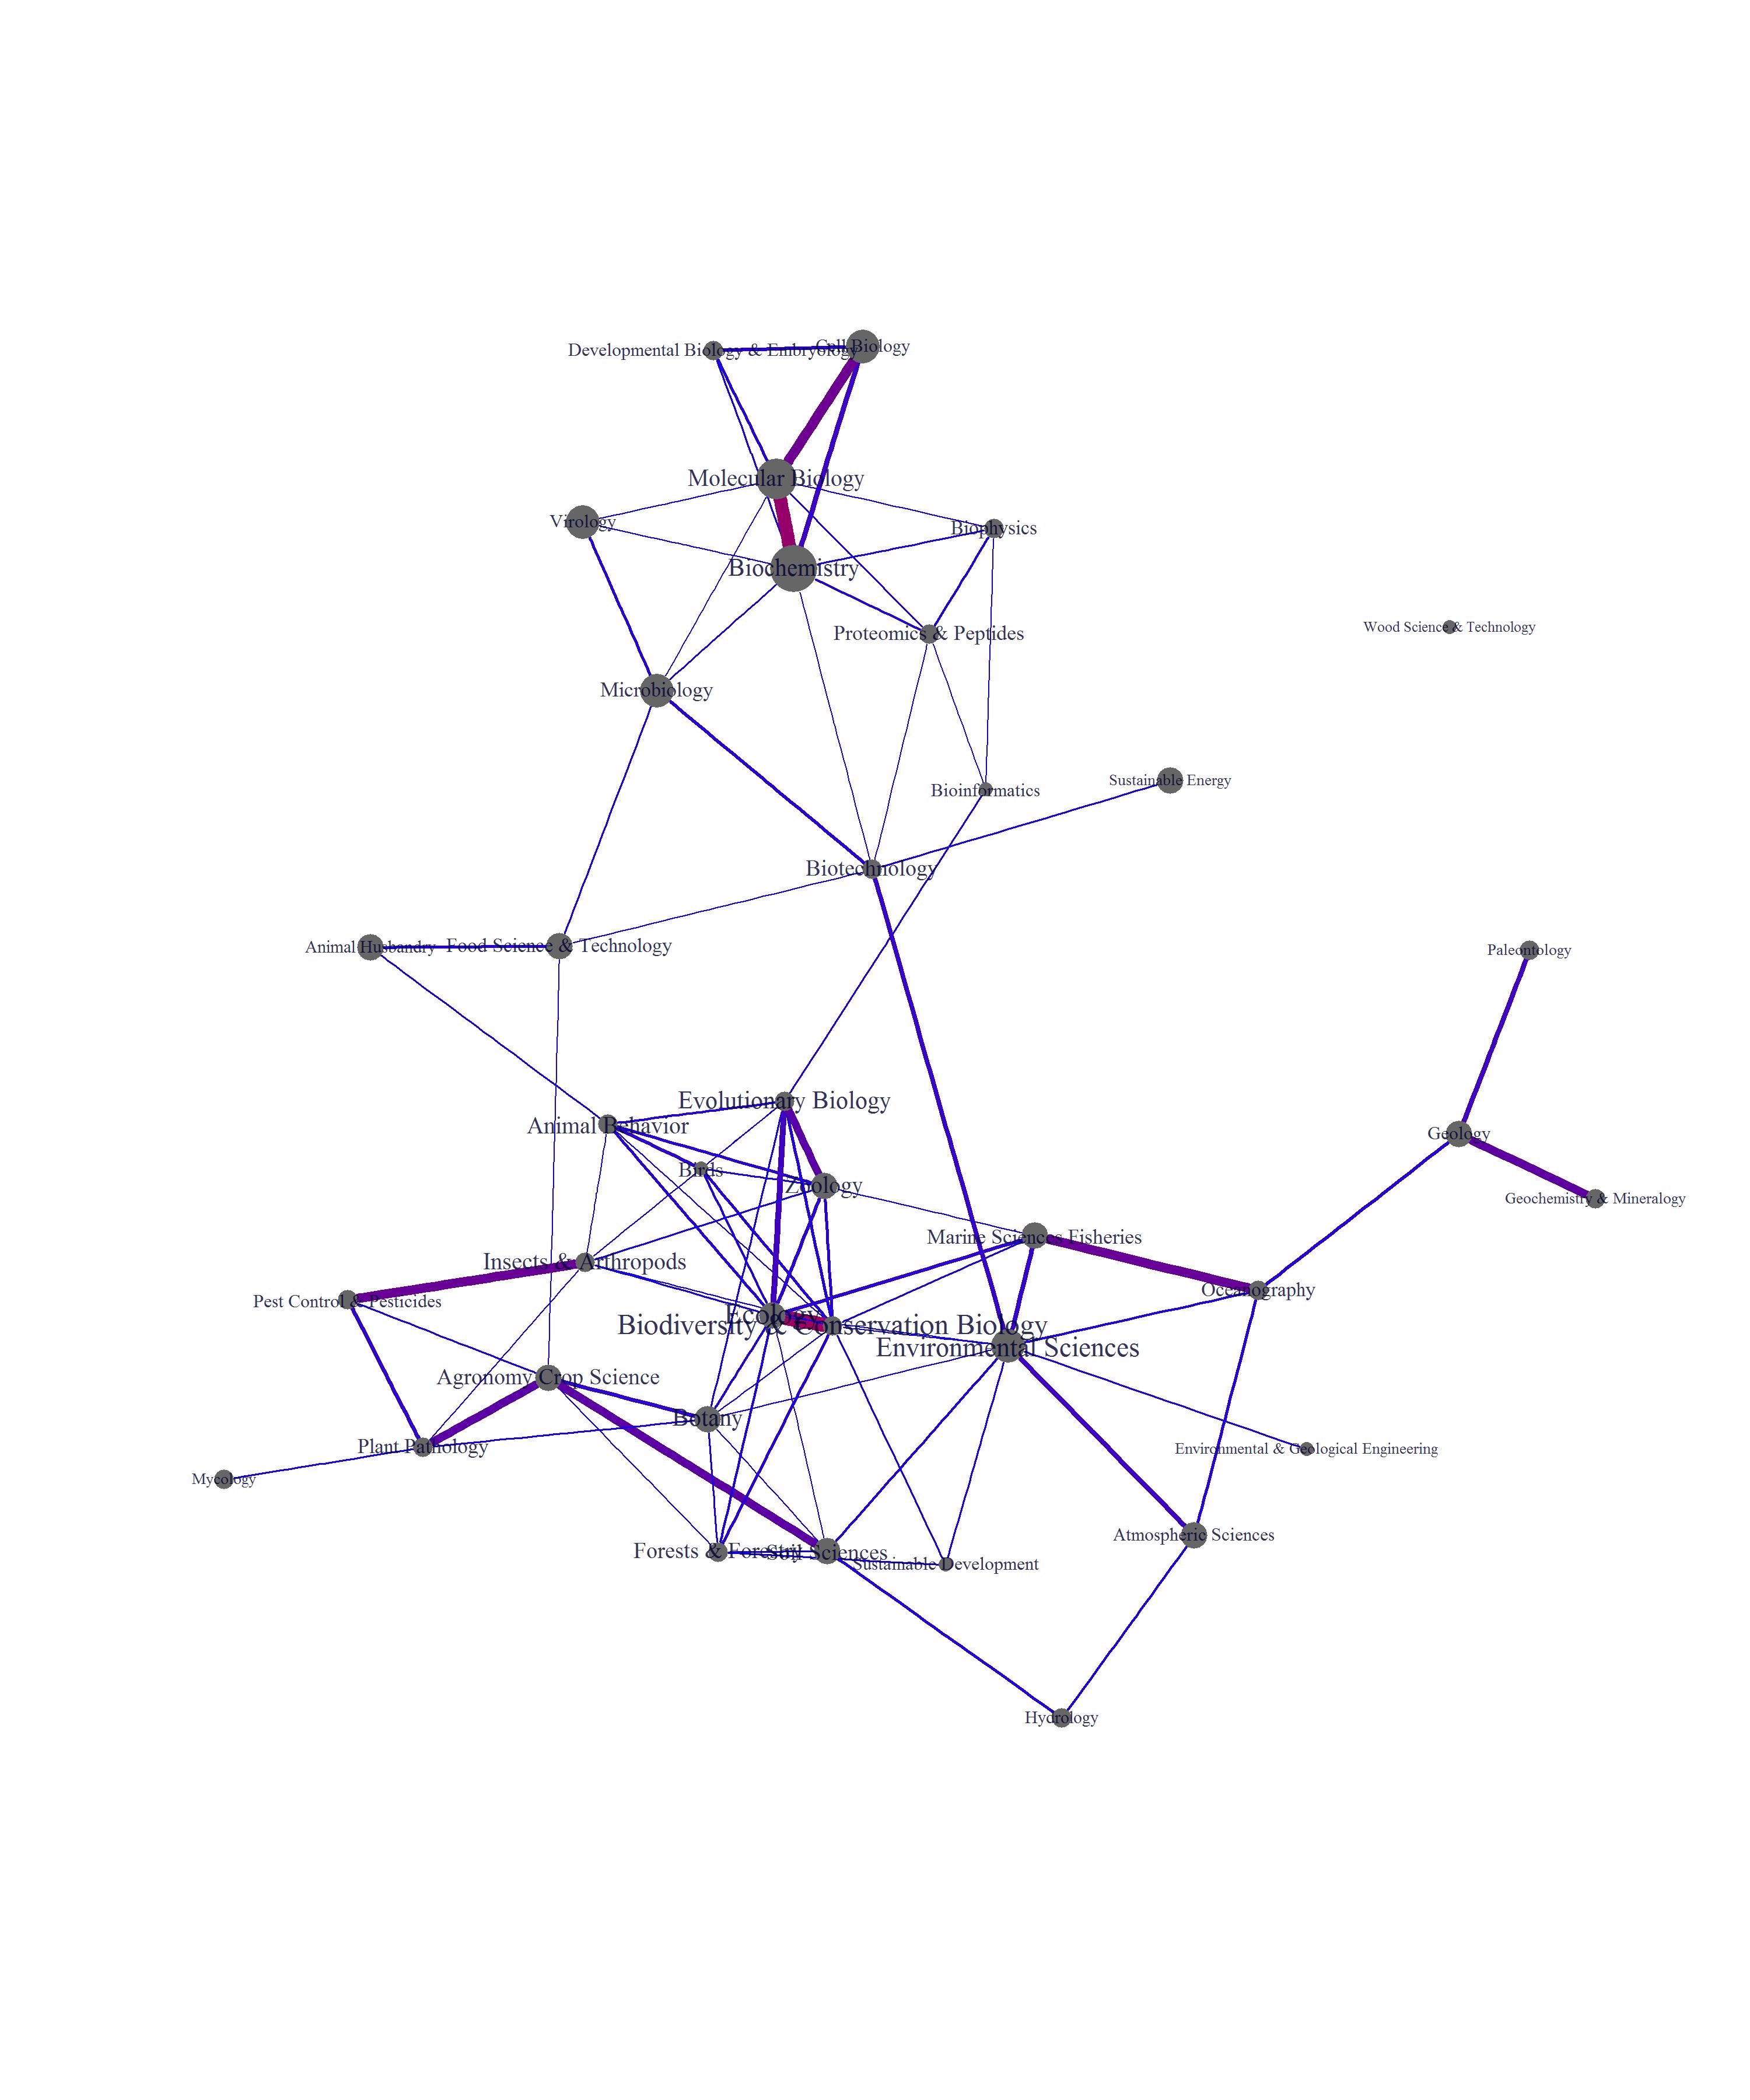 Cell Biology
Developmental Biology & Embryology
Molecular Biology
Virology
Biophysics
Biochemistry
Wood Science & Technology
Proteomics & Peptides
Microbiology
Sustainable Energy
Bioinformatics
Biotechnology
Animal Husbandry
Food Science & Technology
Paleontology
Evolutionary Biology
Animal Behavior
Geology
Birds
Zoology
Geochemistry & Mineralogy
Marine Sciences Fisheries
Insects & Arthropods
Oceanography
Pest Control & Pesticides
Ecology
Biodiversity & Conservation Biology
Environmental Sciences
Agronomy Crop Science
Botany
Plant Pathology
Environmental & Geological Engineering
Mycology
Atmospheric Sciences
Forests & Forestry
Soil Sciences
Sustainable Development
Hydrology